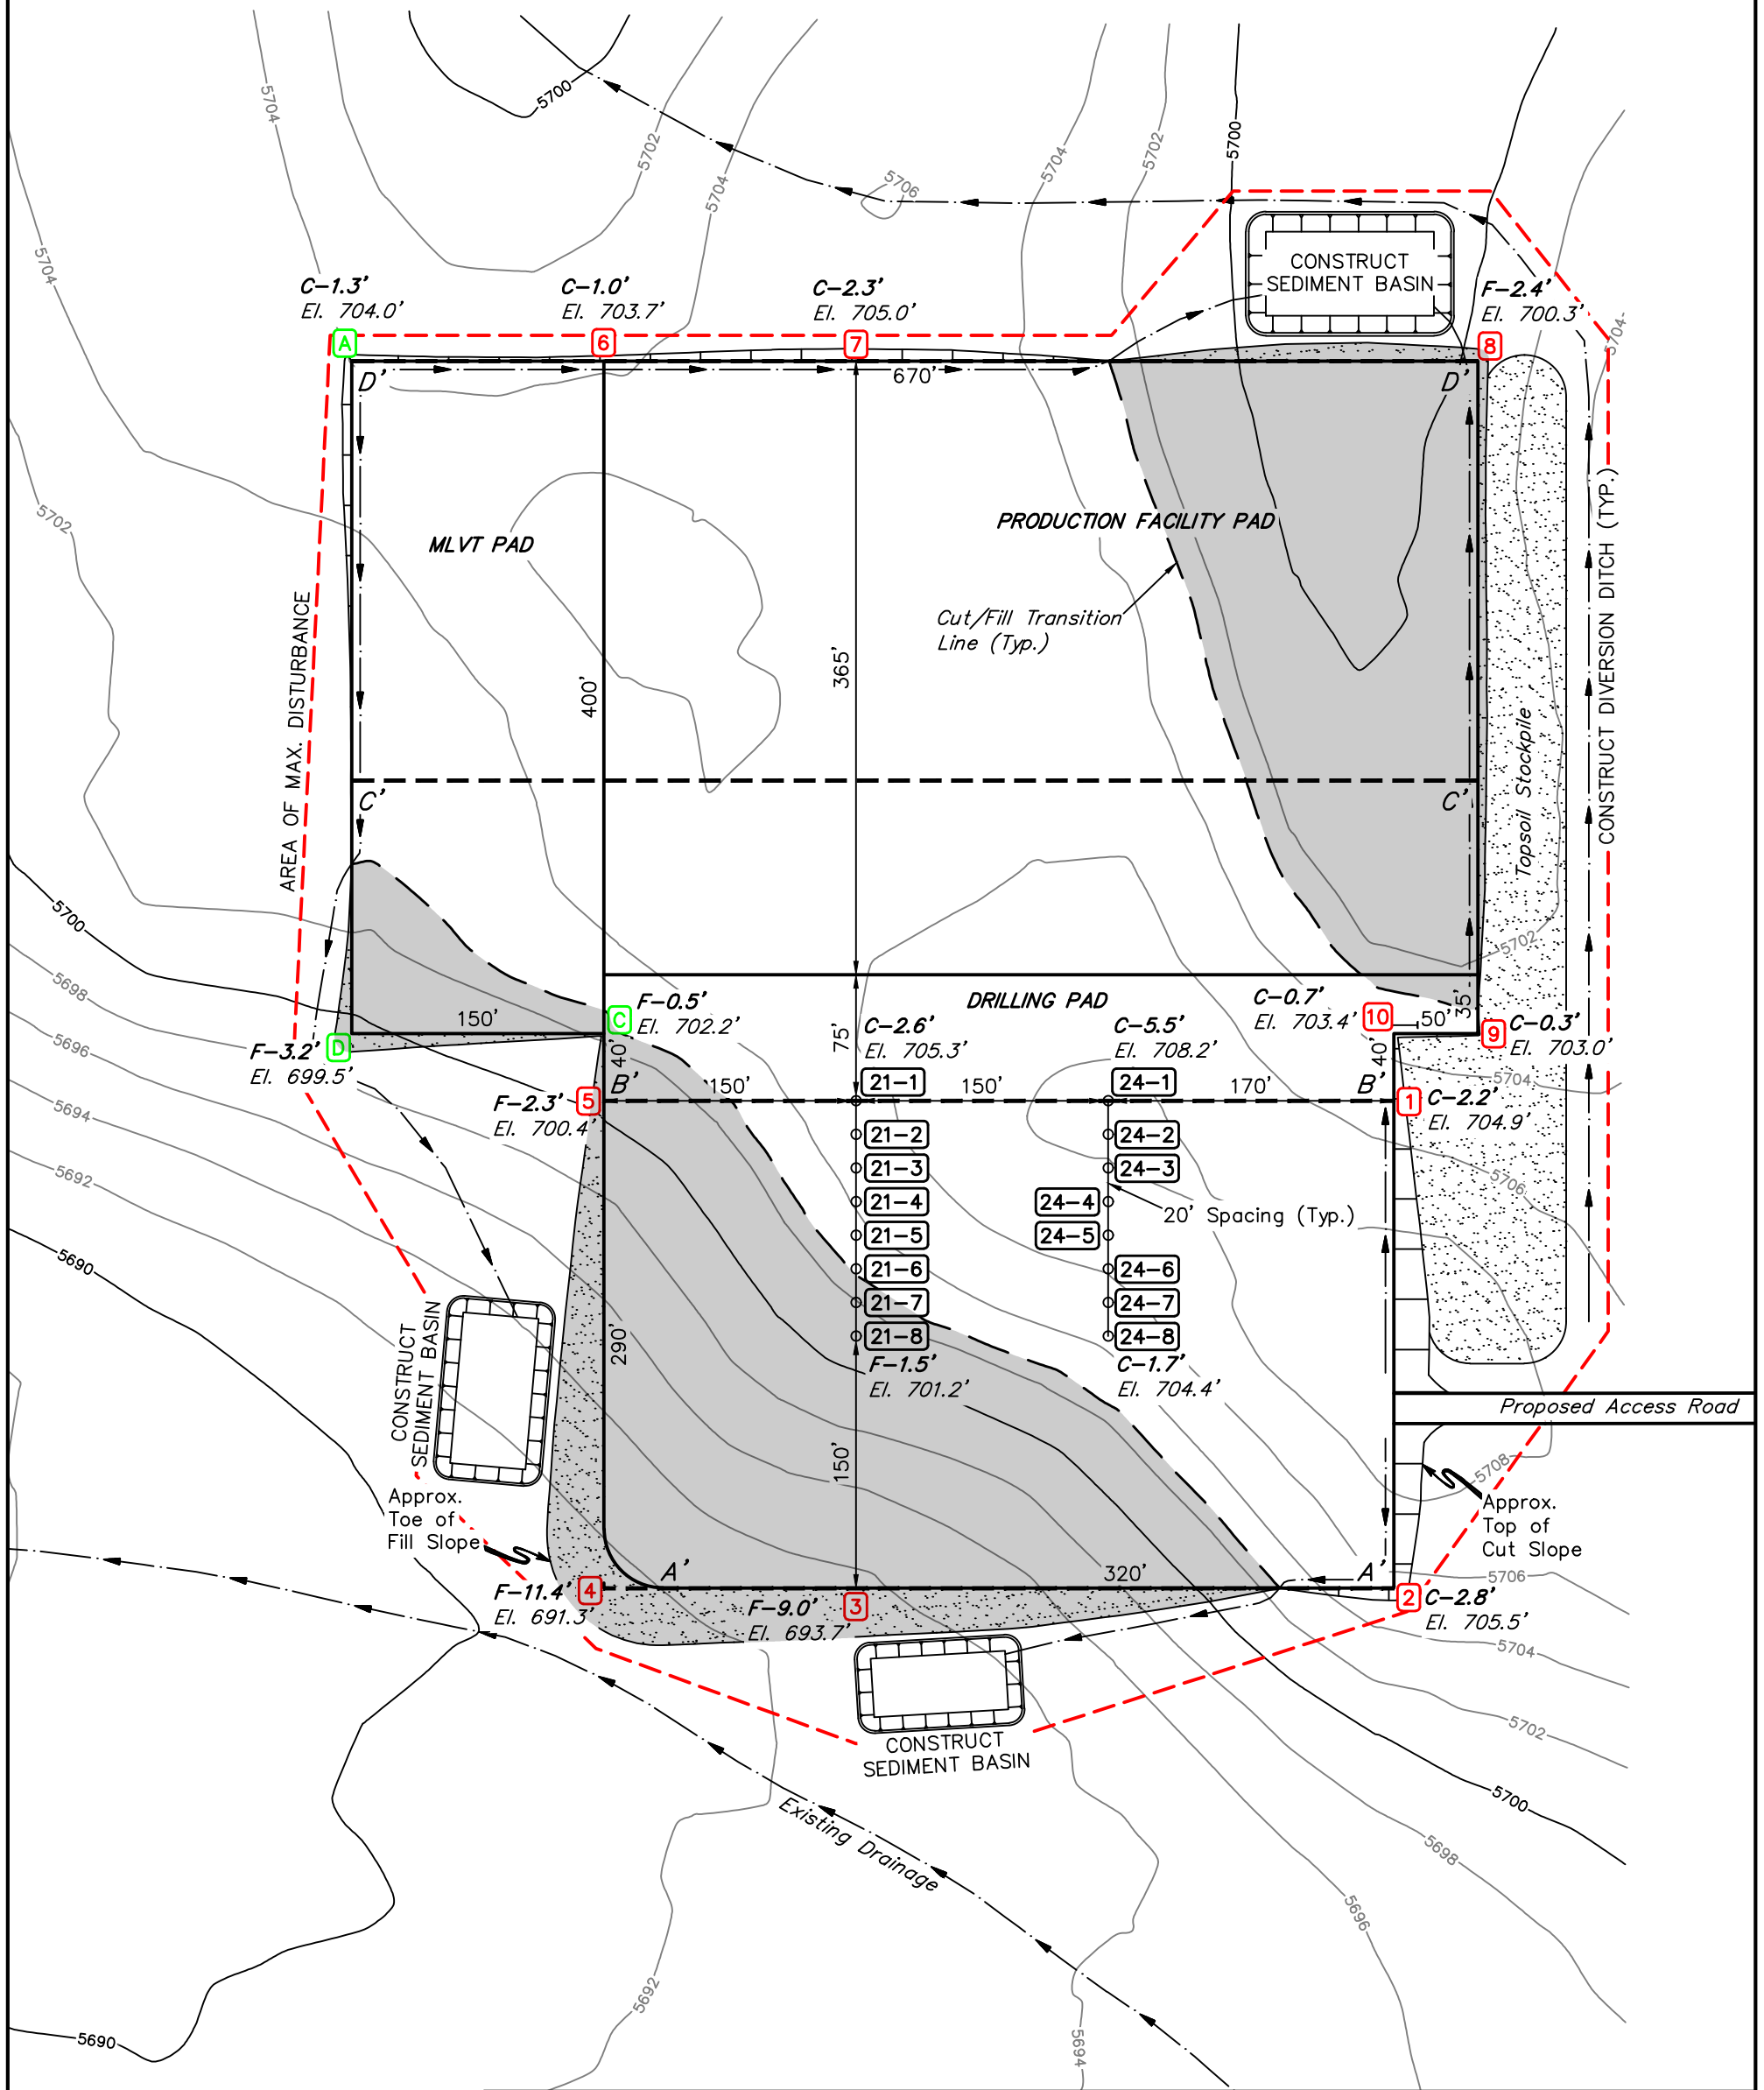 5700
5704
5702
5704
5706
5704
5702
5700
5704
5704
CONSTRUCT
SEDIMENT BASIN
C-1.3'
El. 704.0'
C-1.0'
El. 703.7'
C-2.3'
El. 705.0'
F-2.4'
El. 700.3'
A
6
7
8
D'
670'
D'
5702
MLVT PAD
PRODUCTION FACILITY PAD
Cut/Fill Transition
Line (Typ.)
365'
400'
AREA OF MAX. DISTURBANCE
CONSTRUCT DIVERSION DITCH (TYP.)
Topsoil Stockpile
C'
C'
5700
5702
5698
DRILLING PAD
150'
C
F-0.5'
El. 702.2'
C-0.7'
El. 703.4'
10
50'
35'
9
C-0.3'
El. 703.0'
D
F-3.2'
El. 699.5'
5696
40'
75'
C-2.6'
El. 705.3'
C-5.5'
El. 708.2'
40'
5704
B'
150'
21-1
150'
24-1
170'
B'
5
F-2.3'
El. 700.4'
1
C-2.2'
El. 704.9'
5694
21-2
24-2
21-3
24-3
5692
5706
21-4
24-4
20' Spacing (Typ.)
21-5
24-5
5690
21-6
24-6
21-7
24-7
21-8
24-8
290'
F-1.5'
El. 701.2'
C-1.7'
El. 704.4'
CONSTRUCT
SEDIMENT BASIN
Proposed Access Road
150'
5708
Approx.
Toe of
Fill Slope
Approx.
Top of
Cut Slope
F-11.4'
El. 691.3'
4
A'
320'
A'
5706
F-9.0'
El. 693.7'
3
2
C-2.8'
El. 705.5'
5704
5702
CONSTRUCT
SEDIMENT BASIN
5700
Existing Drainage
5698
5696
5692
5690
5694